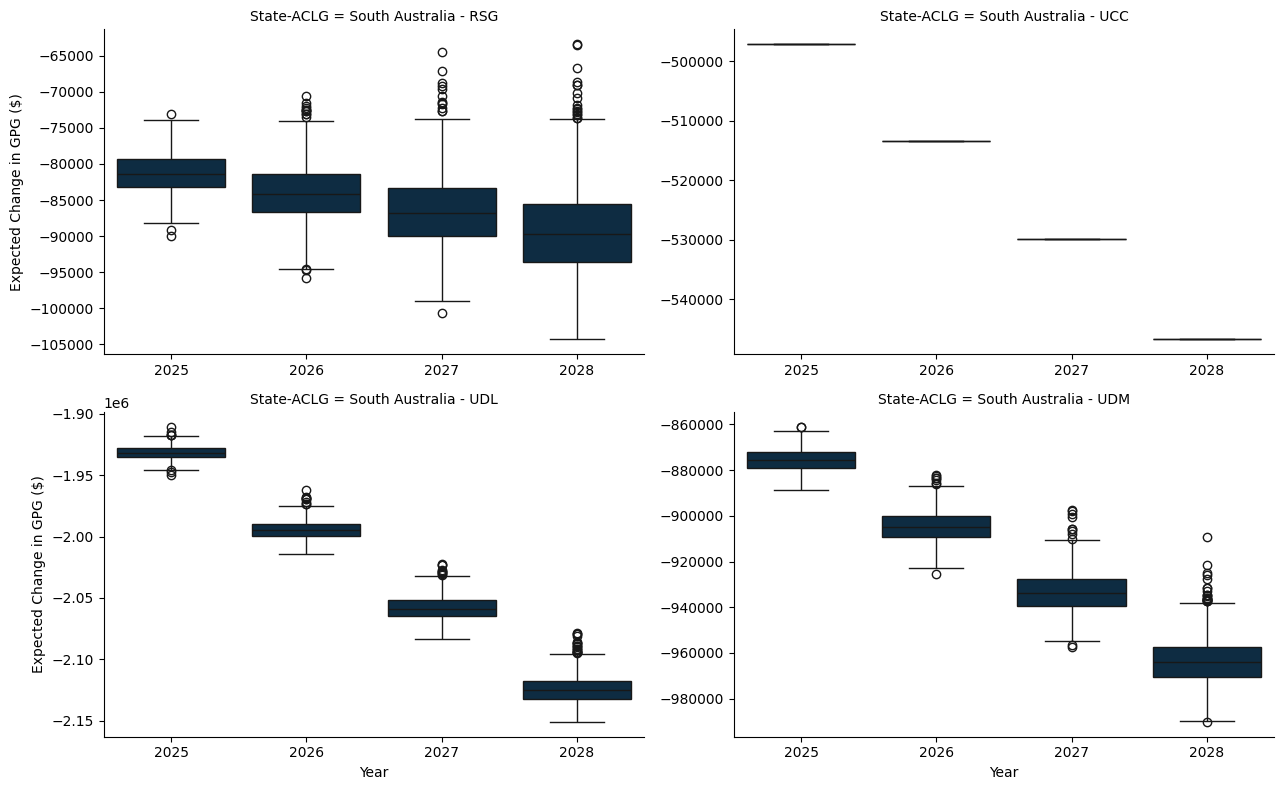 State-ACLG = South Australia - RSG
Expected Change in GPG ($)
−65000
−70000
−75000
−80000
−85000
−90000
−95000
−100000
−105000
2025 2026 2027 2028
State-ACLG = South Australia - UCC
−500000
−510000
−520000
−530000
−540000
2025 2026 2027 2028
State-ACLG = South Australia - UDL
1e6
Expected Change in GPG ($)
−1.90
−1.95
−2.00
−2.05
−2.10
−2.15
2025 2026 2027 2028
Year
State-ACLG = South Australia - UDM
−860000
−880000
−900000
−920000
−940000
−960000
−980000
2025 2026 2027 2028
Year